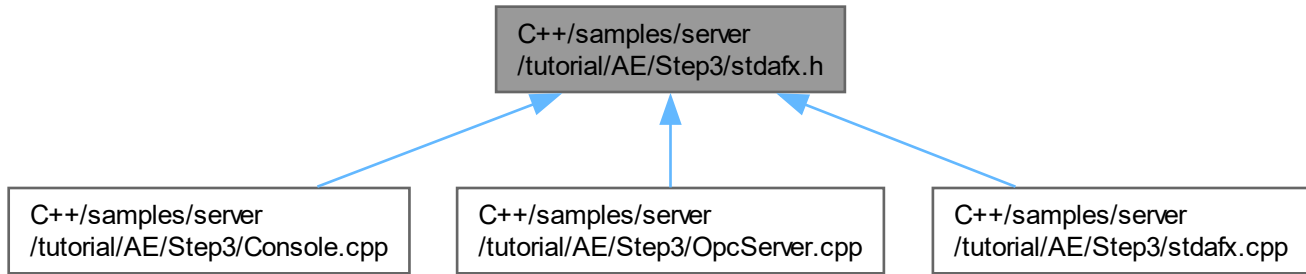 C++/samples/server
/tutorial/AE/Step3/stdafx.h
C++/samples/server
/tutorial/AE/Step3/Console.cpp
C++/samples/server
/tutorial/AE/Step3/OpcServer.cpp
C++/samples/server
/tutorial/AE/Step3/stdafx.cpp